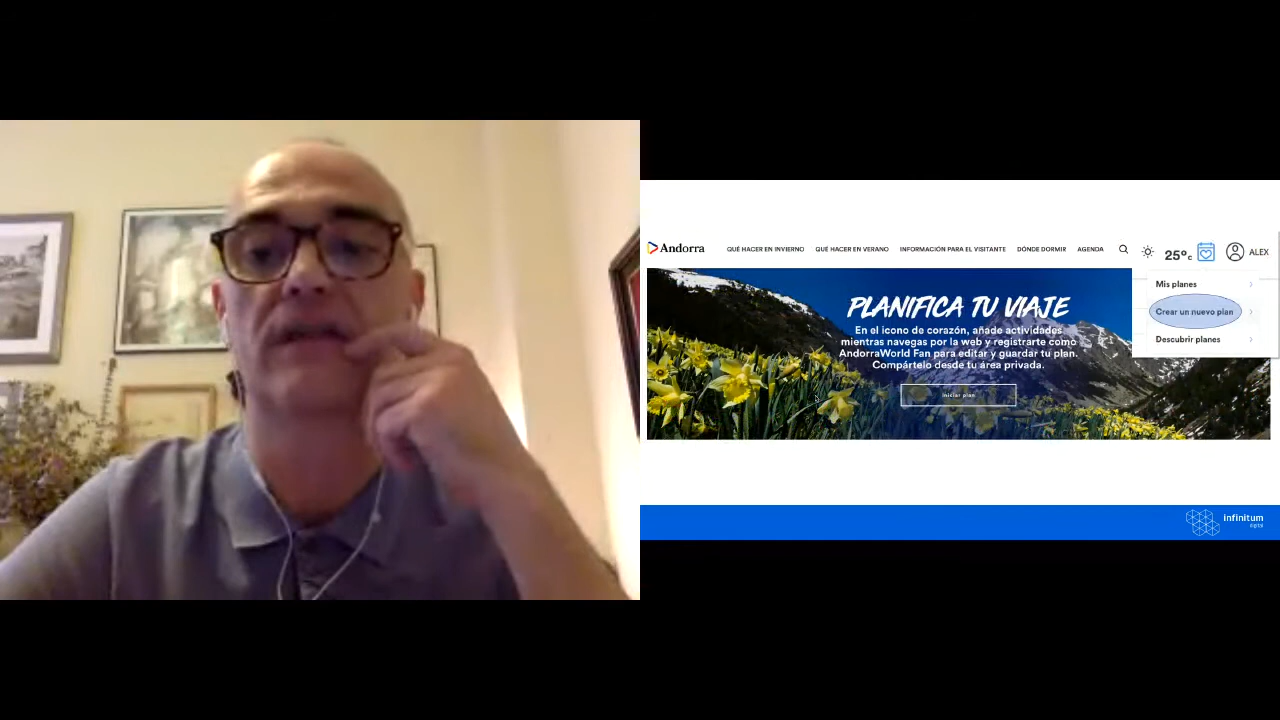 Andorra
QUÉ HACER EN INVIERNO QUÉ HACER EN VERANO INFORMACIÓN PARA EL VISITANTE DÓNDE DORMIR AGENDA
25ºc
ALEX
Mis planes
Crear un nuevo plan
Descubrir planes
PLANIFICA TU VIAJE
En el icono de corazón, añade actividades
mientras navegas por la web y registrarte como
AndorraWorld Fan para editar y guardar tu plan.
Compártelo desde tu área privada.
Iniciar plan
infinitum
digital